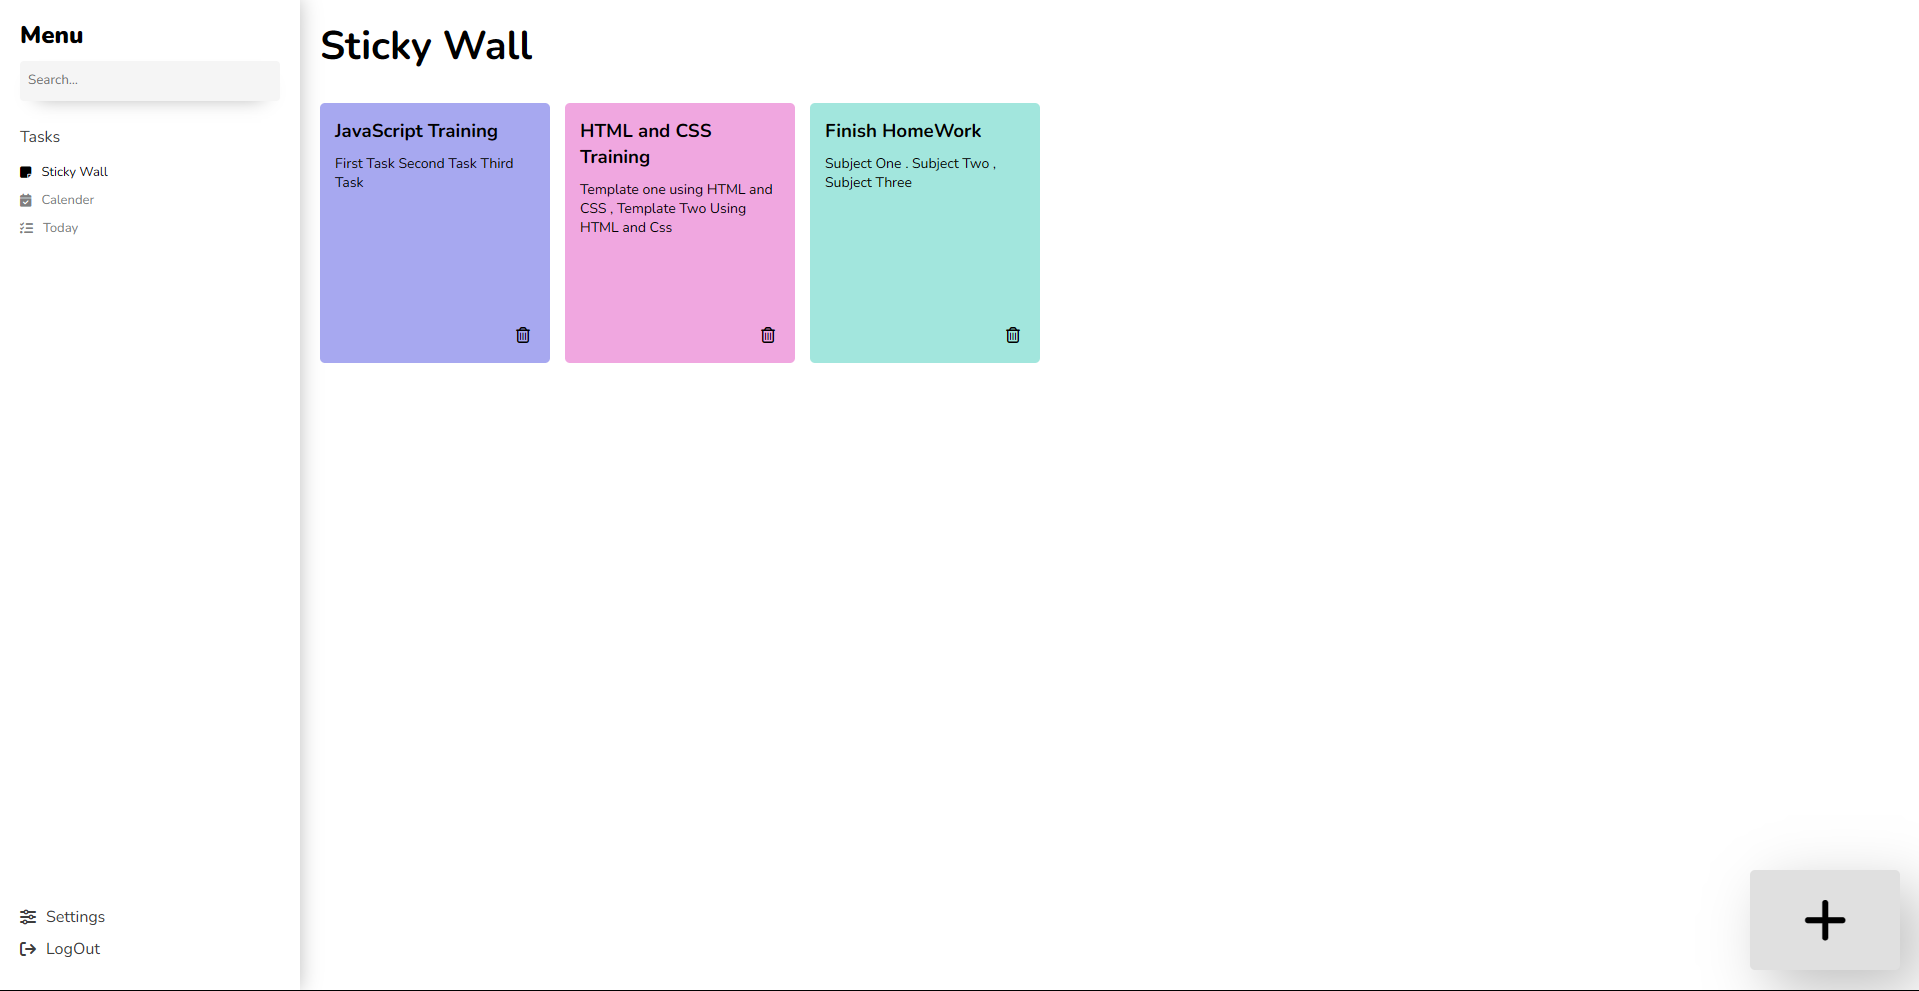 Menu
Search...
Tasks
Sticky Wall
Calender
Today
Settings
LogOut
Sticky Wall
JavaScript Training
First Task Second Task Third
Task
HTML and CSS
Training
Template one using HTML and
CSS , Template Two Using
HTML and Css
Finish HomeWork
Subject One . Subject Two ,
Subject Three